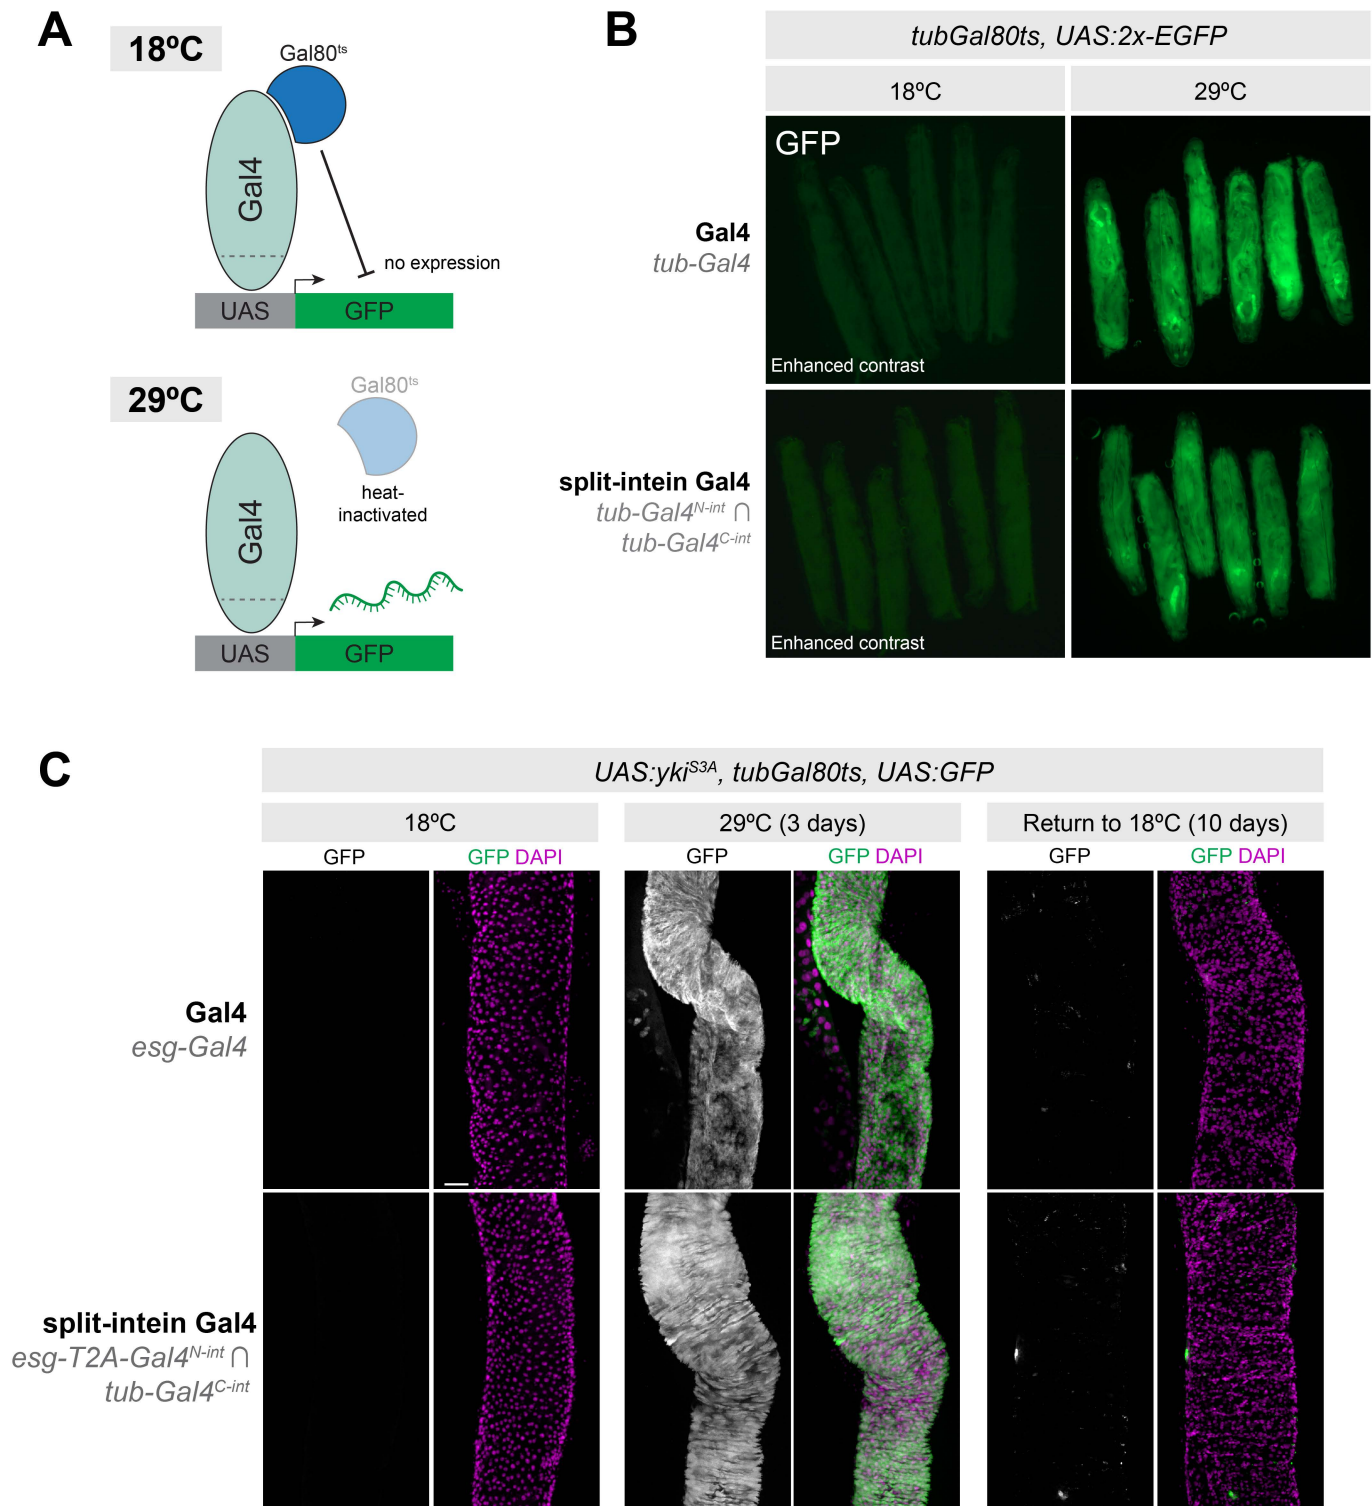 A
18ºC
Gal80ts
Gal4
no expression
UAS GFP
29ºC
Gal80ts
heat-
inactivated
Gal4
UAS GFP
B
tubGal80ts, UAS:2x-EGFP
18ºC 29ºC
GFP
Gal4
tub-Gal4
Enhanced contrast
split-intein Gal4
tub-Gal4N-int ∩
tub-Gal4C-int
Enhanced contrast
C
UAS:ykiS3A, tubGal80ts, UAS:GFP
18ºC 29ºC (3 days) Return to 18ºC (10 days)
GFP GFP DAPI GFP GFP DAPI GFP GFP DAPI
Gal4
esg-Gal4
split-intein Gal4
esg-T2A-Gal4N-int ∩
tub-Gal4C-int